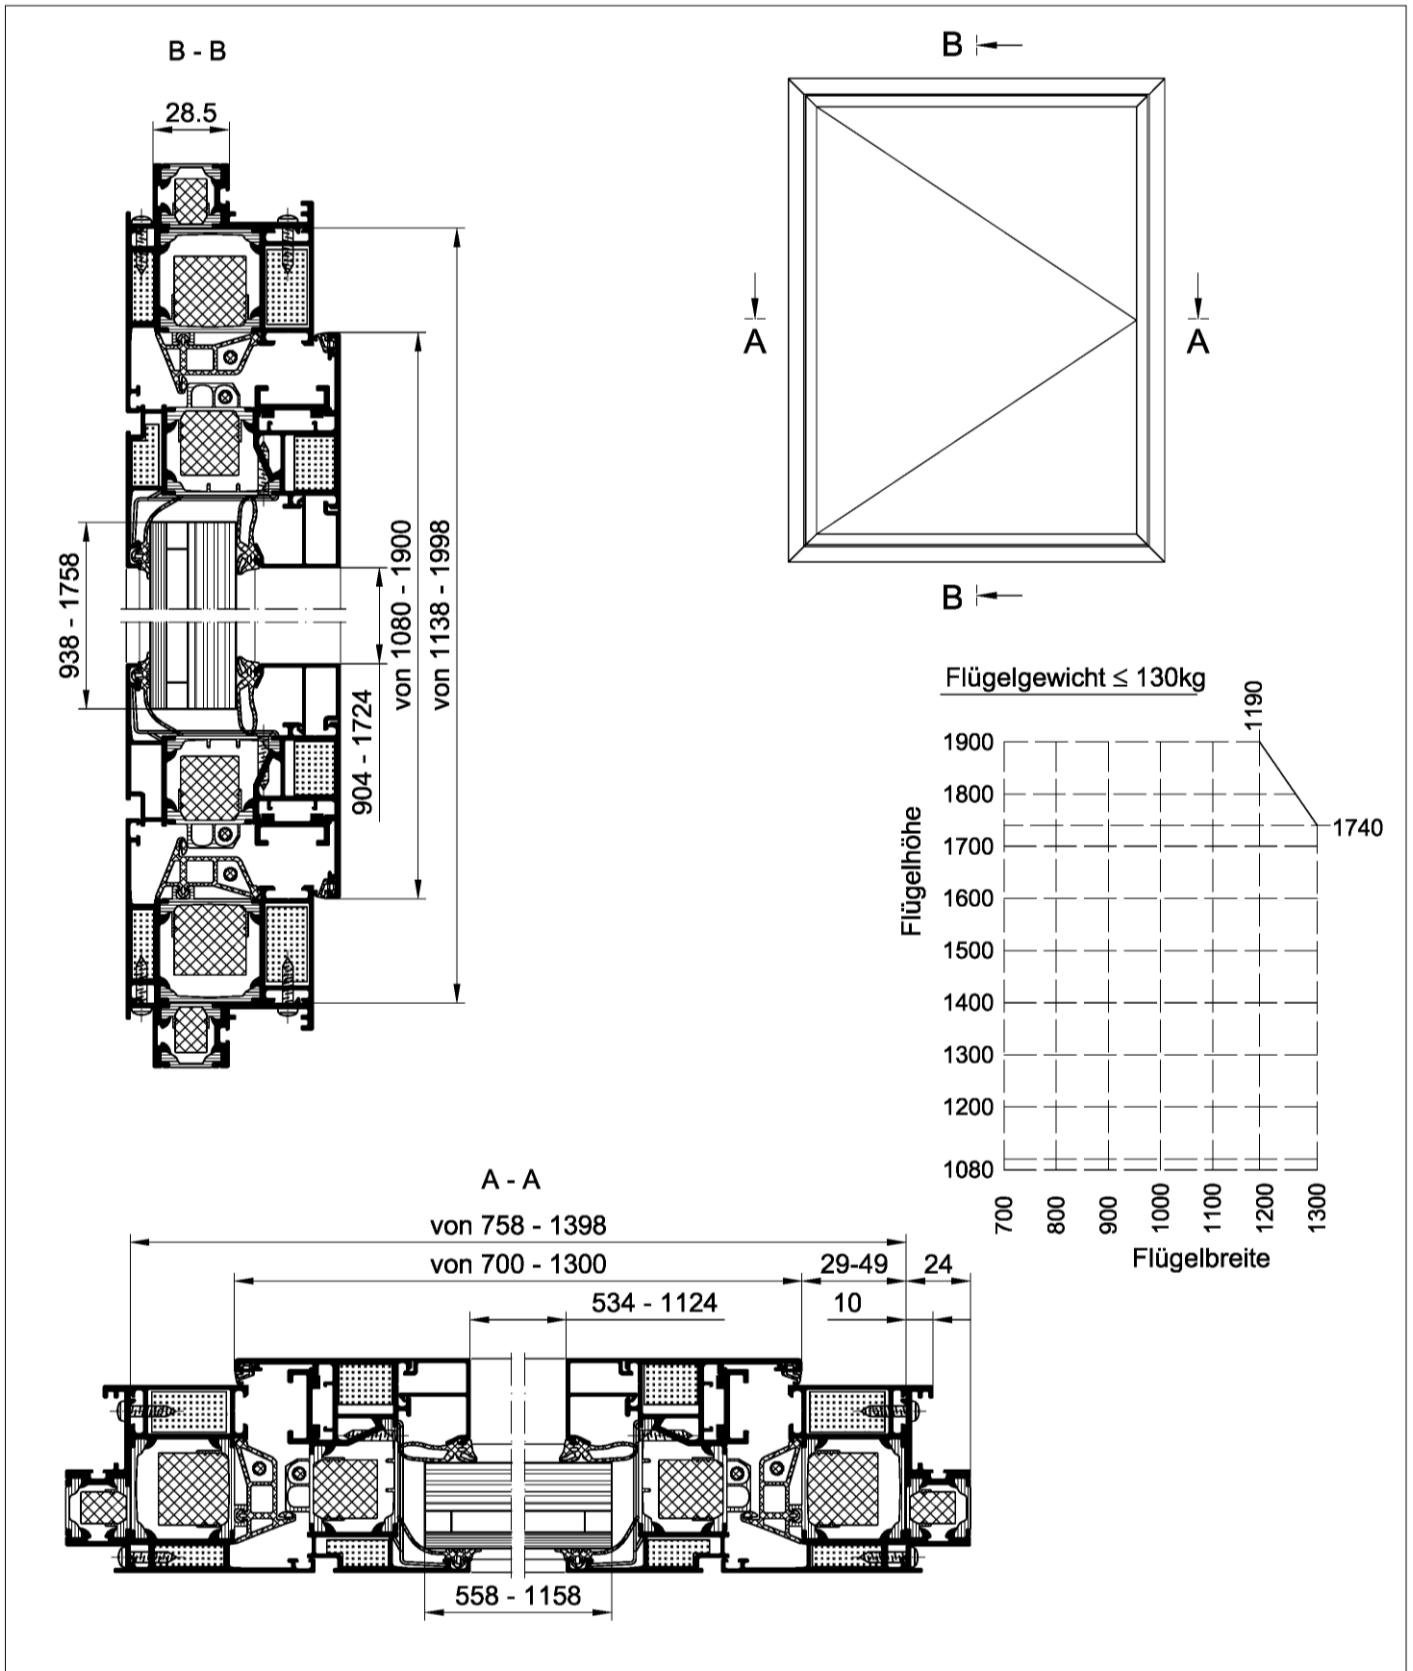 B - B
28.5
938 - 1758
904 - 1724
von 1080 - 1900
von 1138 - 1998
B
A
A
B
Flügelgewicht ≤ 130kg
1190
1900
1800
1740
1700
1600
1500
1400
1300
1200
1080
Flügelhöhe
700
800
900
1000
1100
1200
1300
Flügelbreite
A - A
von 758 - 1398
von 700 - 1300
29-49
24
534 - 1124
10
558 - 1158